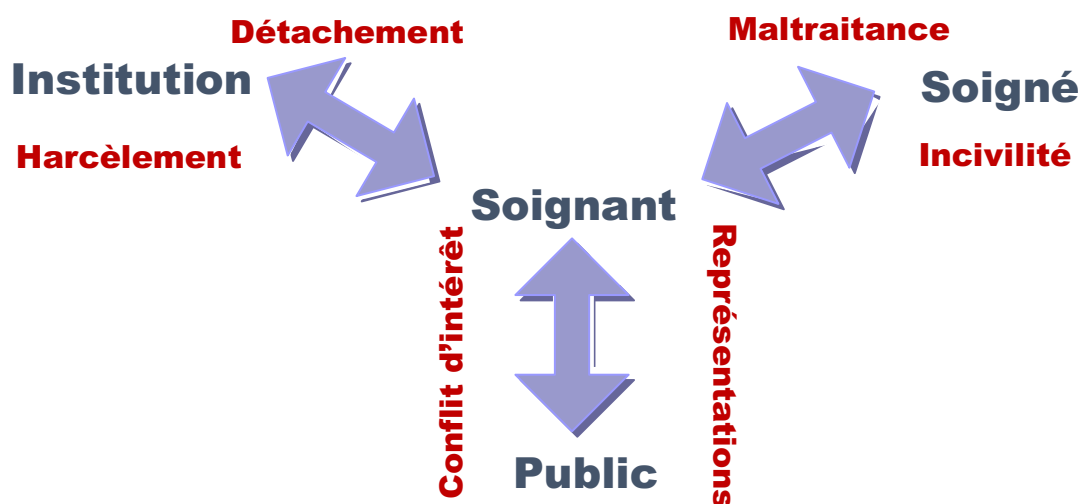 Détachement
Maltraitance
Institution
Soigné
Harcèlement
Incivilité
Soignant
Conflit d'intérêt
Représentations
Public